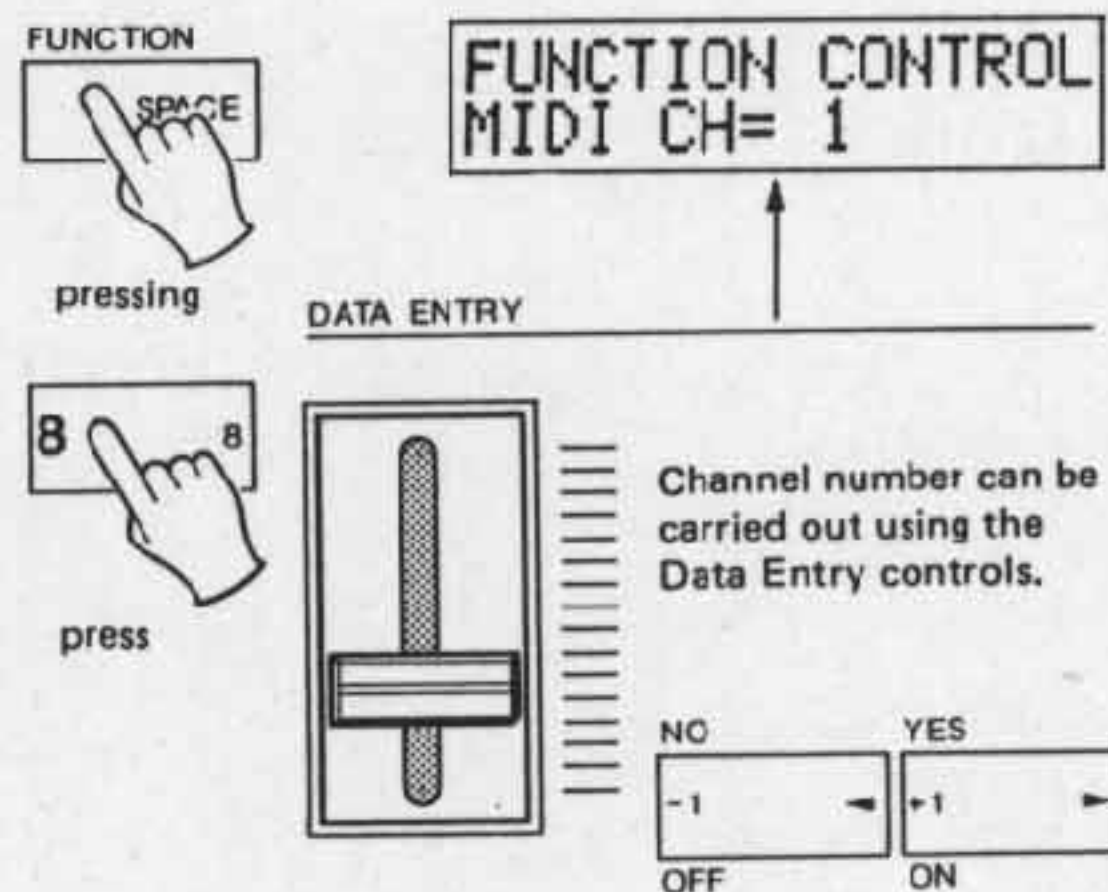 FUNCTION
SPACE
pressing
FUNCTION CONTROL
MIDI CH= 1
DATA ENTRY
8 8
press
Channel number can be
carried out using the
Data Entry controls.
NO YES
-1 ◄ +1 ►
OFF ON